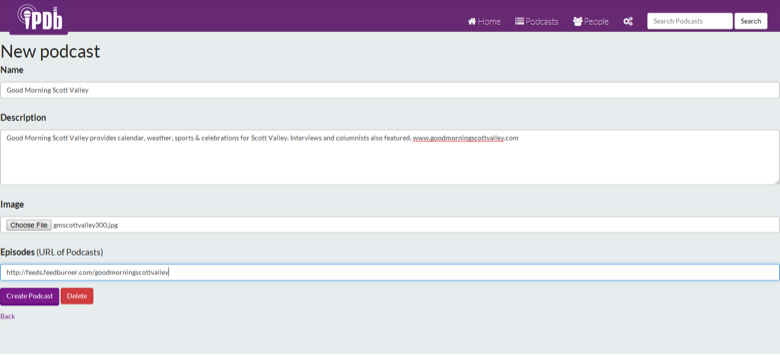 iPDb
Home Podcasts People Search Podcasts Search
New podcast
Name
Good Morning Scott Valley
Description
Good Morning Scott Valley provides calendar, weather, sports & celebrations for Scott Valley. Interviews and columnists also featured. www.goodmorningscottvalley.com
Image
Choose File gmscottvalley300.jpg
Episodes (URL of Podcasts)
http://feeds.feedburner.com/goodmorningscottvalley
Create Podcast Delete
Back